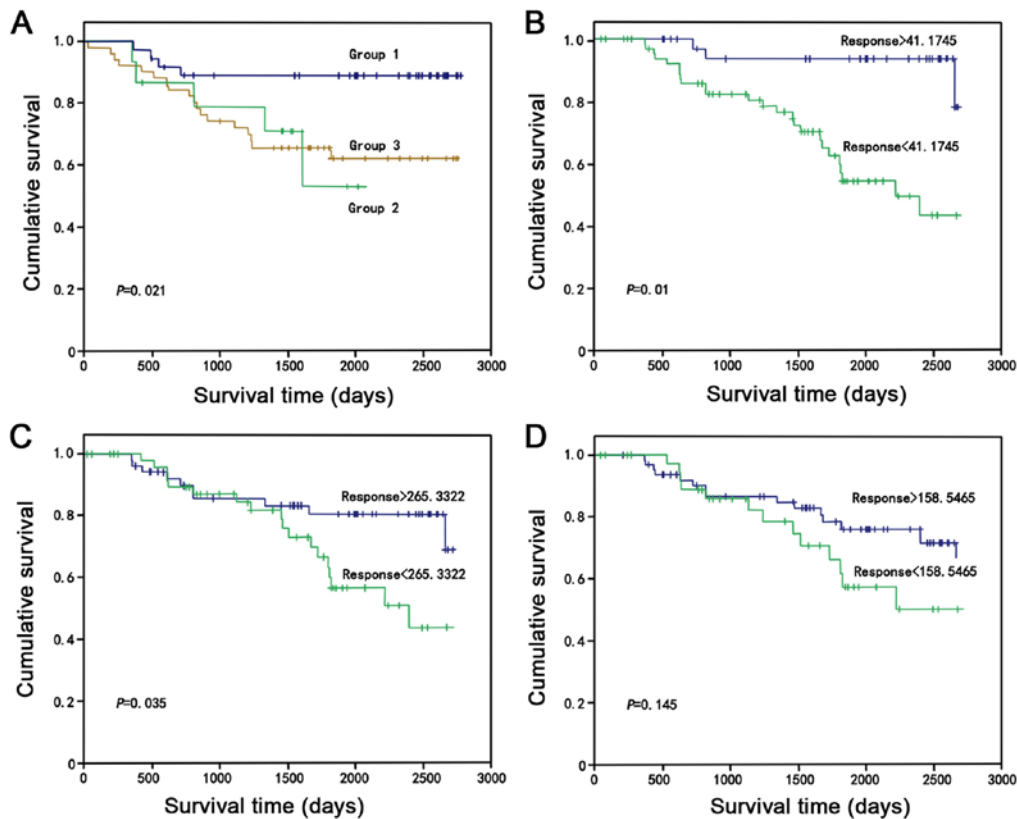 A
Cumulative survival
1.0
0.8
0.6
0.4
0.2
0
Group 1
Group 3
Group 2
P=0.021
0 500 1000 1500 2000 2500 3000
Survival time (days)
B
Cumulative survival
1.0
0.8
0.6
0.4
0.2
0
Response>41.1745
Response<41.1745
P=0.01
0 500 1000 1500 2000 2500 3000
Survival time (days)
C
Cumulative survival
1.0
0.8
0.6
0.4
0.2
0
Response>265.3322
Response<265.3322
P=0.035
0 500 1000 1500 2000 2500 3000
Survival time (days)
D
Cumulative survival
1.0
0.8
0.6
0.4
0.2
0
Response>158.5465
Response<158.5465
P=0.145
0 500 1000 1500 2000 2500 3000
Survival time (days)